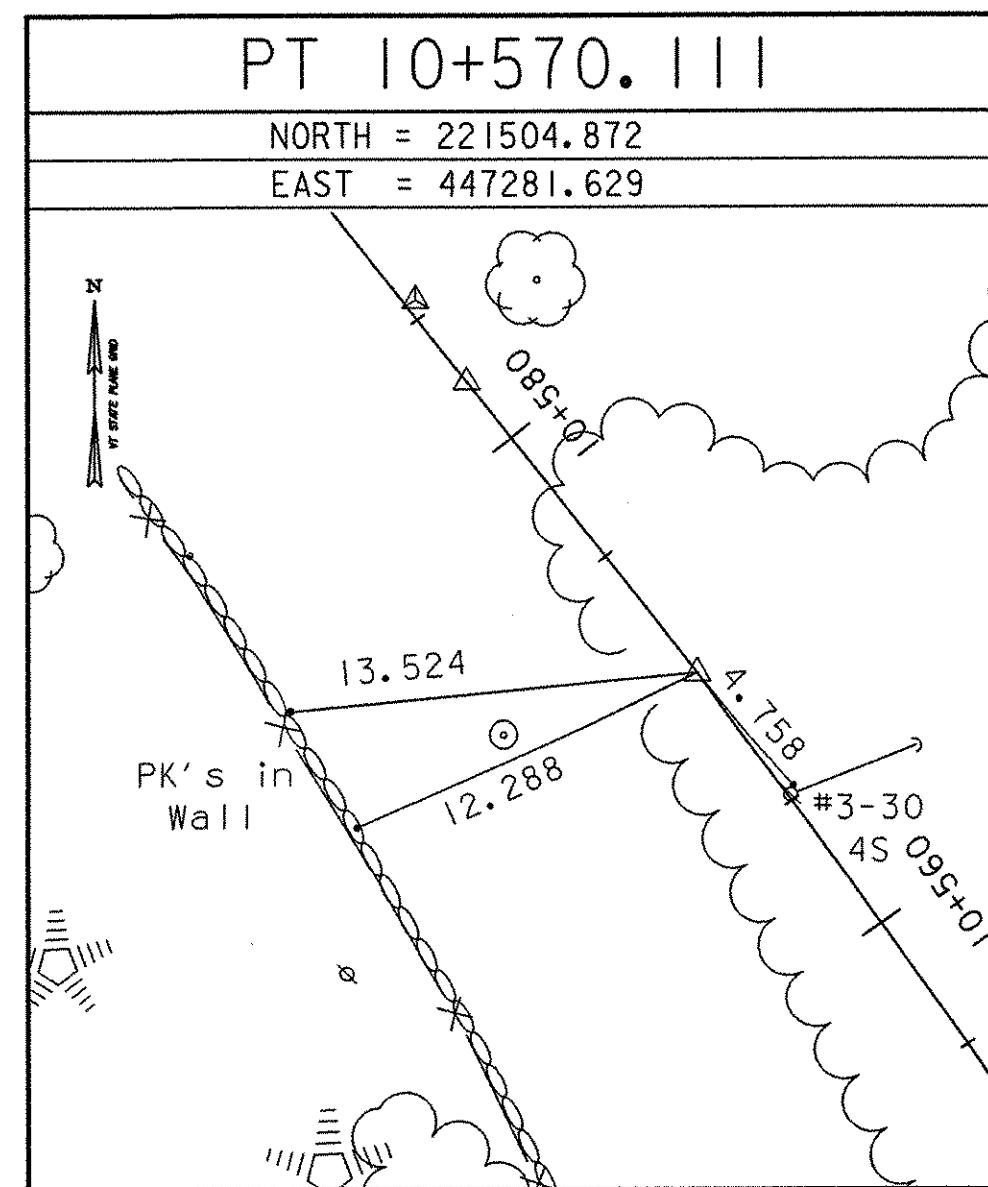 PT 10+570.111
NORTH = 221504.872
EAST = 447281.629
N
VT STATE PLANE GRID
10+580
13.524
4.758
PK's in
Wall
12.288
#3-30
4S
10+560